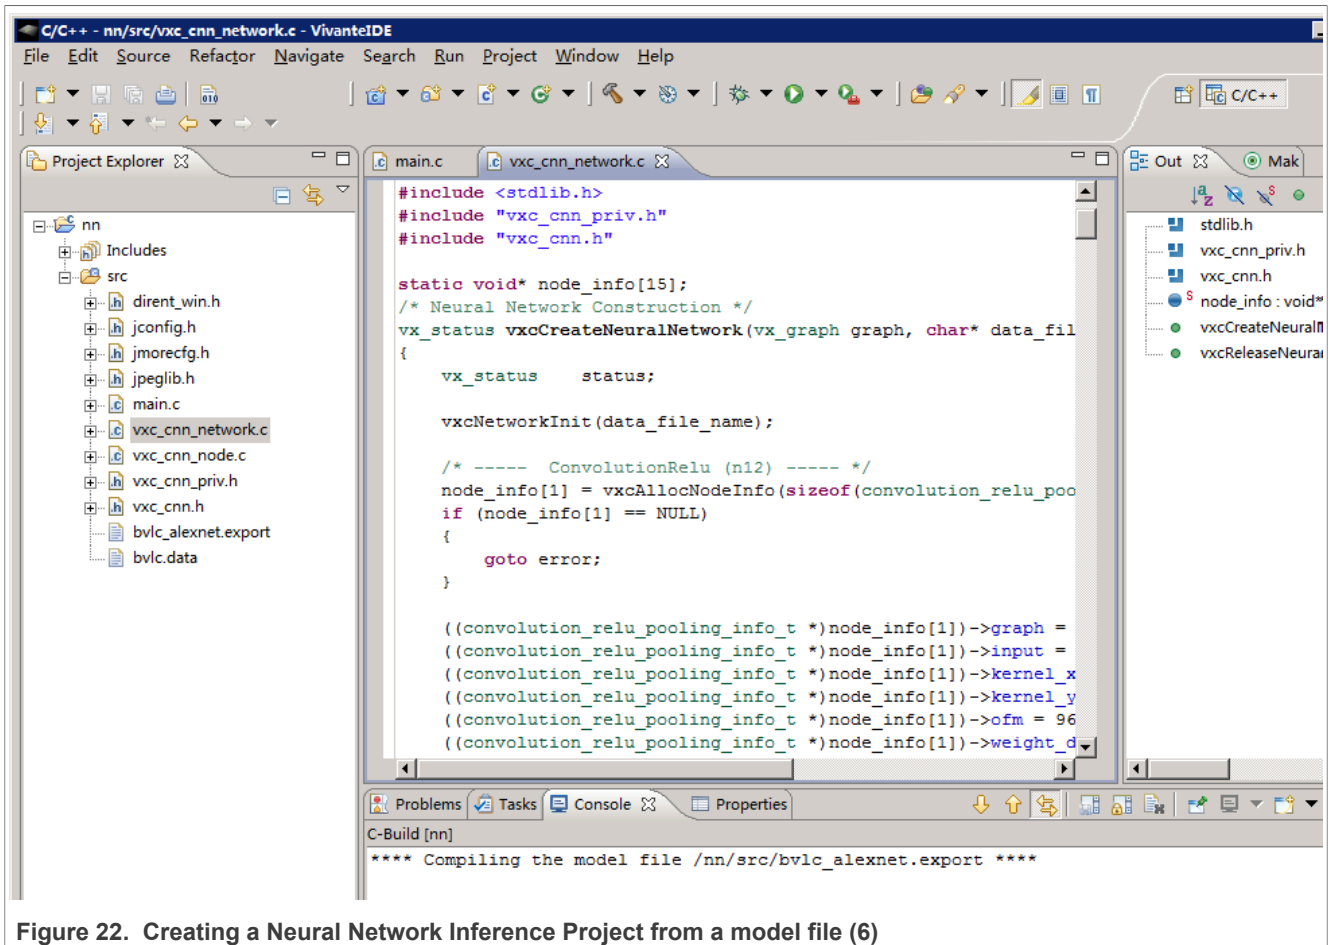 C/C++ - nn/src/vxc_cnn_network.c - VivanteIDE
File Edit Source Refactor Navigate Search Run Project Window Help
010
C/C++
Project Explorer
main.c
vxc_cnn_network.c
Out
Mak
nn
Includes
src
dirent_win.h
jconfig.h
jmorecfg.h
jpeglib.h
main.c
vxc_cnn_network.c
vxc_cnn_node.c
vxc_cnn_priv.h
vxc_cnn.h
bvlc_alexnet.export
bvlc.data
#include <stdlib.h>
#include "vxc_cnn_priv.h"
#include "vxc_cnn.h"
static void* node_info[15];
/* Neural Network Construction */
vx_status vxcCreateNeuralNetwork(vx_graph graph, char* data_fil
{
vx_status status;
vxcNetworkInit(data_file_name);
/* ----- ConvolutionRelu (n12) ----- */
node_info[1] = vxcAllocNodeInfo(sizeof(convolution_relu_poo
if (node_info[1] == NULL)
{
goto error;
}
((convolution_relu_pooling_info_t *)node_info[1])->graph =
((convolution_relu_pooling_info_t *)node_info[1])->input =
((convolution_relu_pooling_info_t *)node_info[1])->kernel_x
((convolution_relu_pooling_info_t *)node_info[1])->kernel_y
((convolution_relu_pooling_info_t *)node_info[1])->ofm = 96
((convolution_relu_pooling_info_t *)node_info[1])->weight_d
stdlib.h
vxc_cnn_priv.h
vxc_cnn.h
node_info : void*
vxcCreateNeuralN
vxcReleaseNeura
Problems Tasks Console Properties
C-Build [nn]
**** Compiling the model file /nn/src/bvlc_alexnet.export ****
Figure 22. Creating a Neural Network Inference Project from a model file (6)